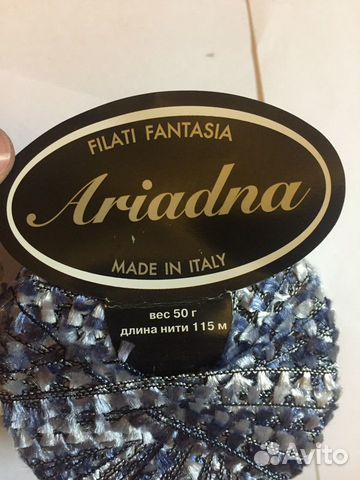 FILATI FANTASIA
Ariadna
MADE IN ITALY
вес 50 г
длина нити 115 м
Avito